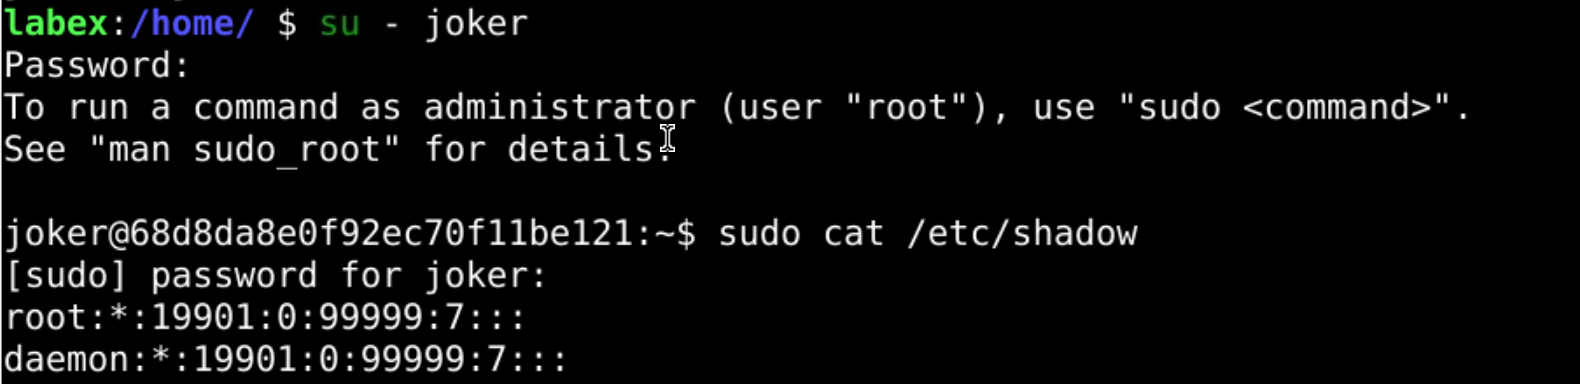 labex:/home/ $ su - joker
Password:
To run a command as administrator (user "root"), use "sudo <command>".
See "man sudo_root" for details.
joker@68d8da8e0f92ec70f11be121:~$ sudo cat /etc/shadow
[sudo] password for joker:
root:*:19901:0:99999:7:::
daemon:*:19901:0:99999:7:::